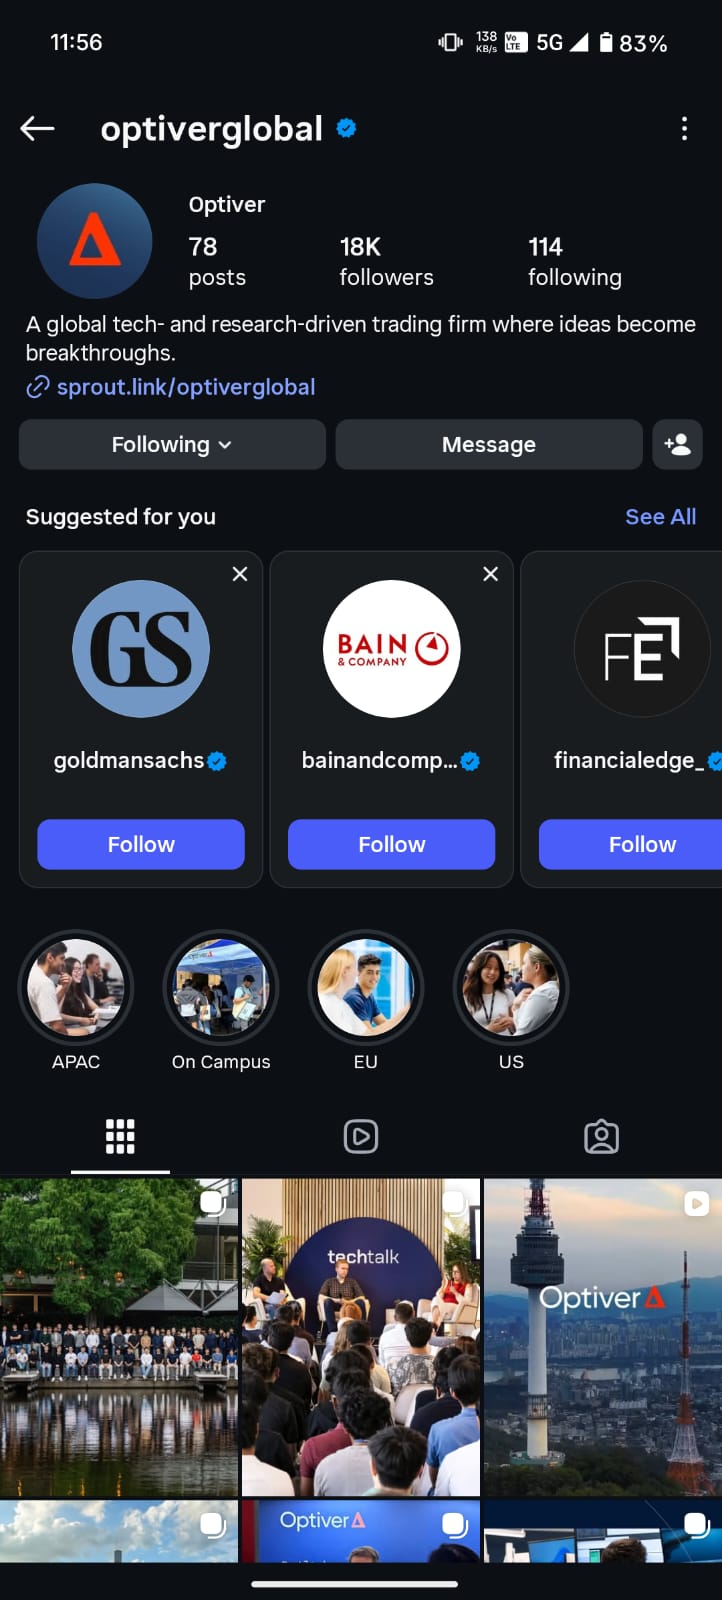 11:56
138 KB/s Vo LTE 5G 83%
optiverglobal
Optiver
78 18K 114
posts followers following
A global tech- and research-driven trading firm where ideas become
breakthroughs.
sprout.link/optiverglobal
Following Message
Suggested for you See All
GS BAIN & COMPANY FE
goldmansachs bainandcomp... financialedge_
Follow Follow Follow
APAC On Campus EU US
techtalk
Optiver
Optiver